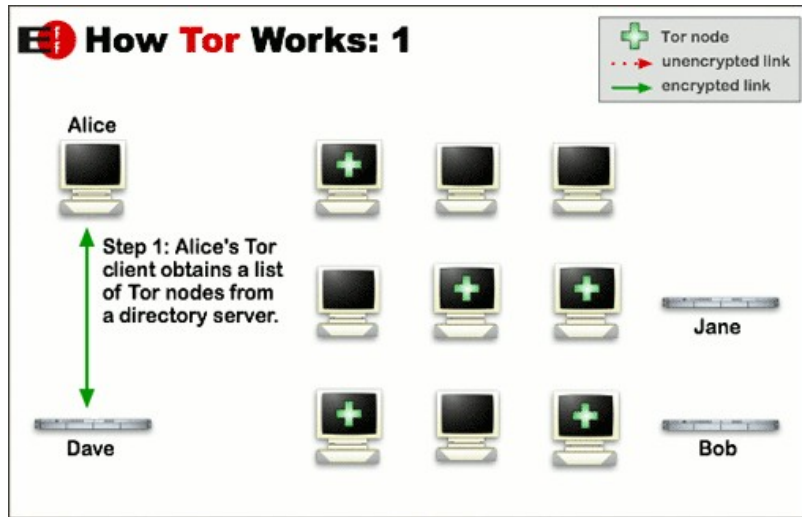 EFF How Tor Works: 1
Tor node
unencrypted link
encrypted link
Alice
Step 1: Alice's Tor
client obtains a list
of Tor nodes from
a directory server.
Jane
Dave
Bob